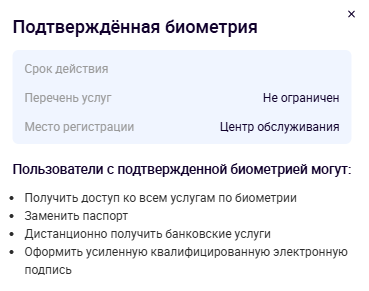 Подтверждённая биометрия
Срок действия
Перечень услуг Не ограничен
Место регистрации Центр обслуживания
Пользователи с подтвержденной биометрией могут:
• Получить доступ ко всем услугам по биометрии
• Заменить паспорт
• Дистанционно получить банковские услуги
• Оформить усиленную квалифицированную электронную
подпись